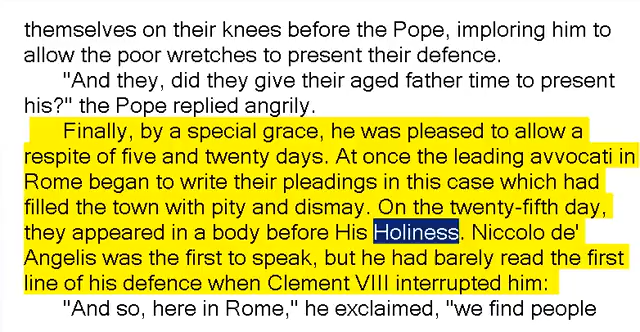 themselves on their knees before the Pope, imploring him to
allow the poor wretches to present their defence.
"And they, did they give their aged father time to present
his?" the Pope replied angrily.
Finally, by a special grace, he was pleased to allow a
respite of five and twenty days. At once the leading avvocati in
Rome began to write their pleadings in this case which had
filled the town with pity and dismay. On the twenty-fifth day,
they appeared in a body before His Holiness. Niccolo de'
Angelis was the first to speak, but he had barely read the first
line of his defence when Clement VIII interrupted him:
"And so, here in Rome," he exclaimed, "we find people